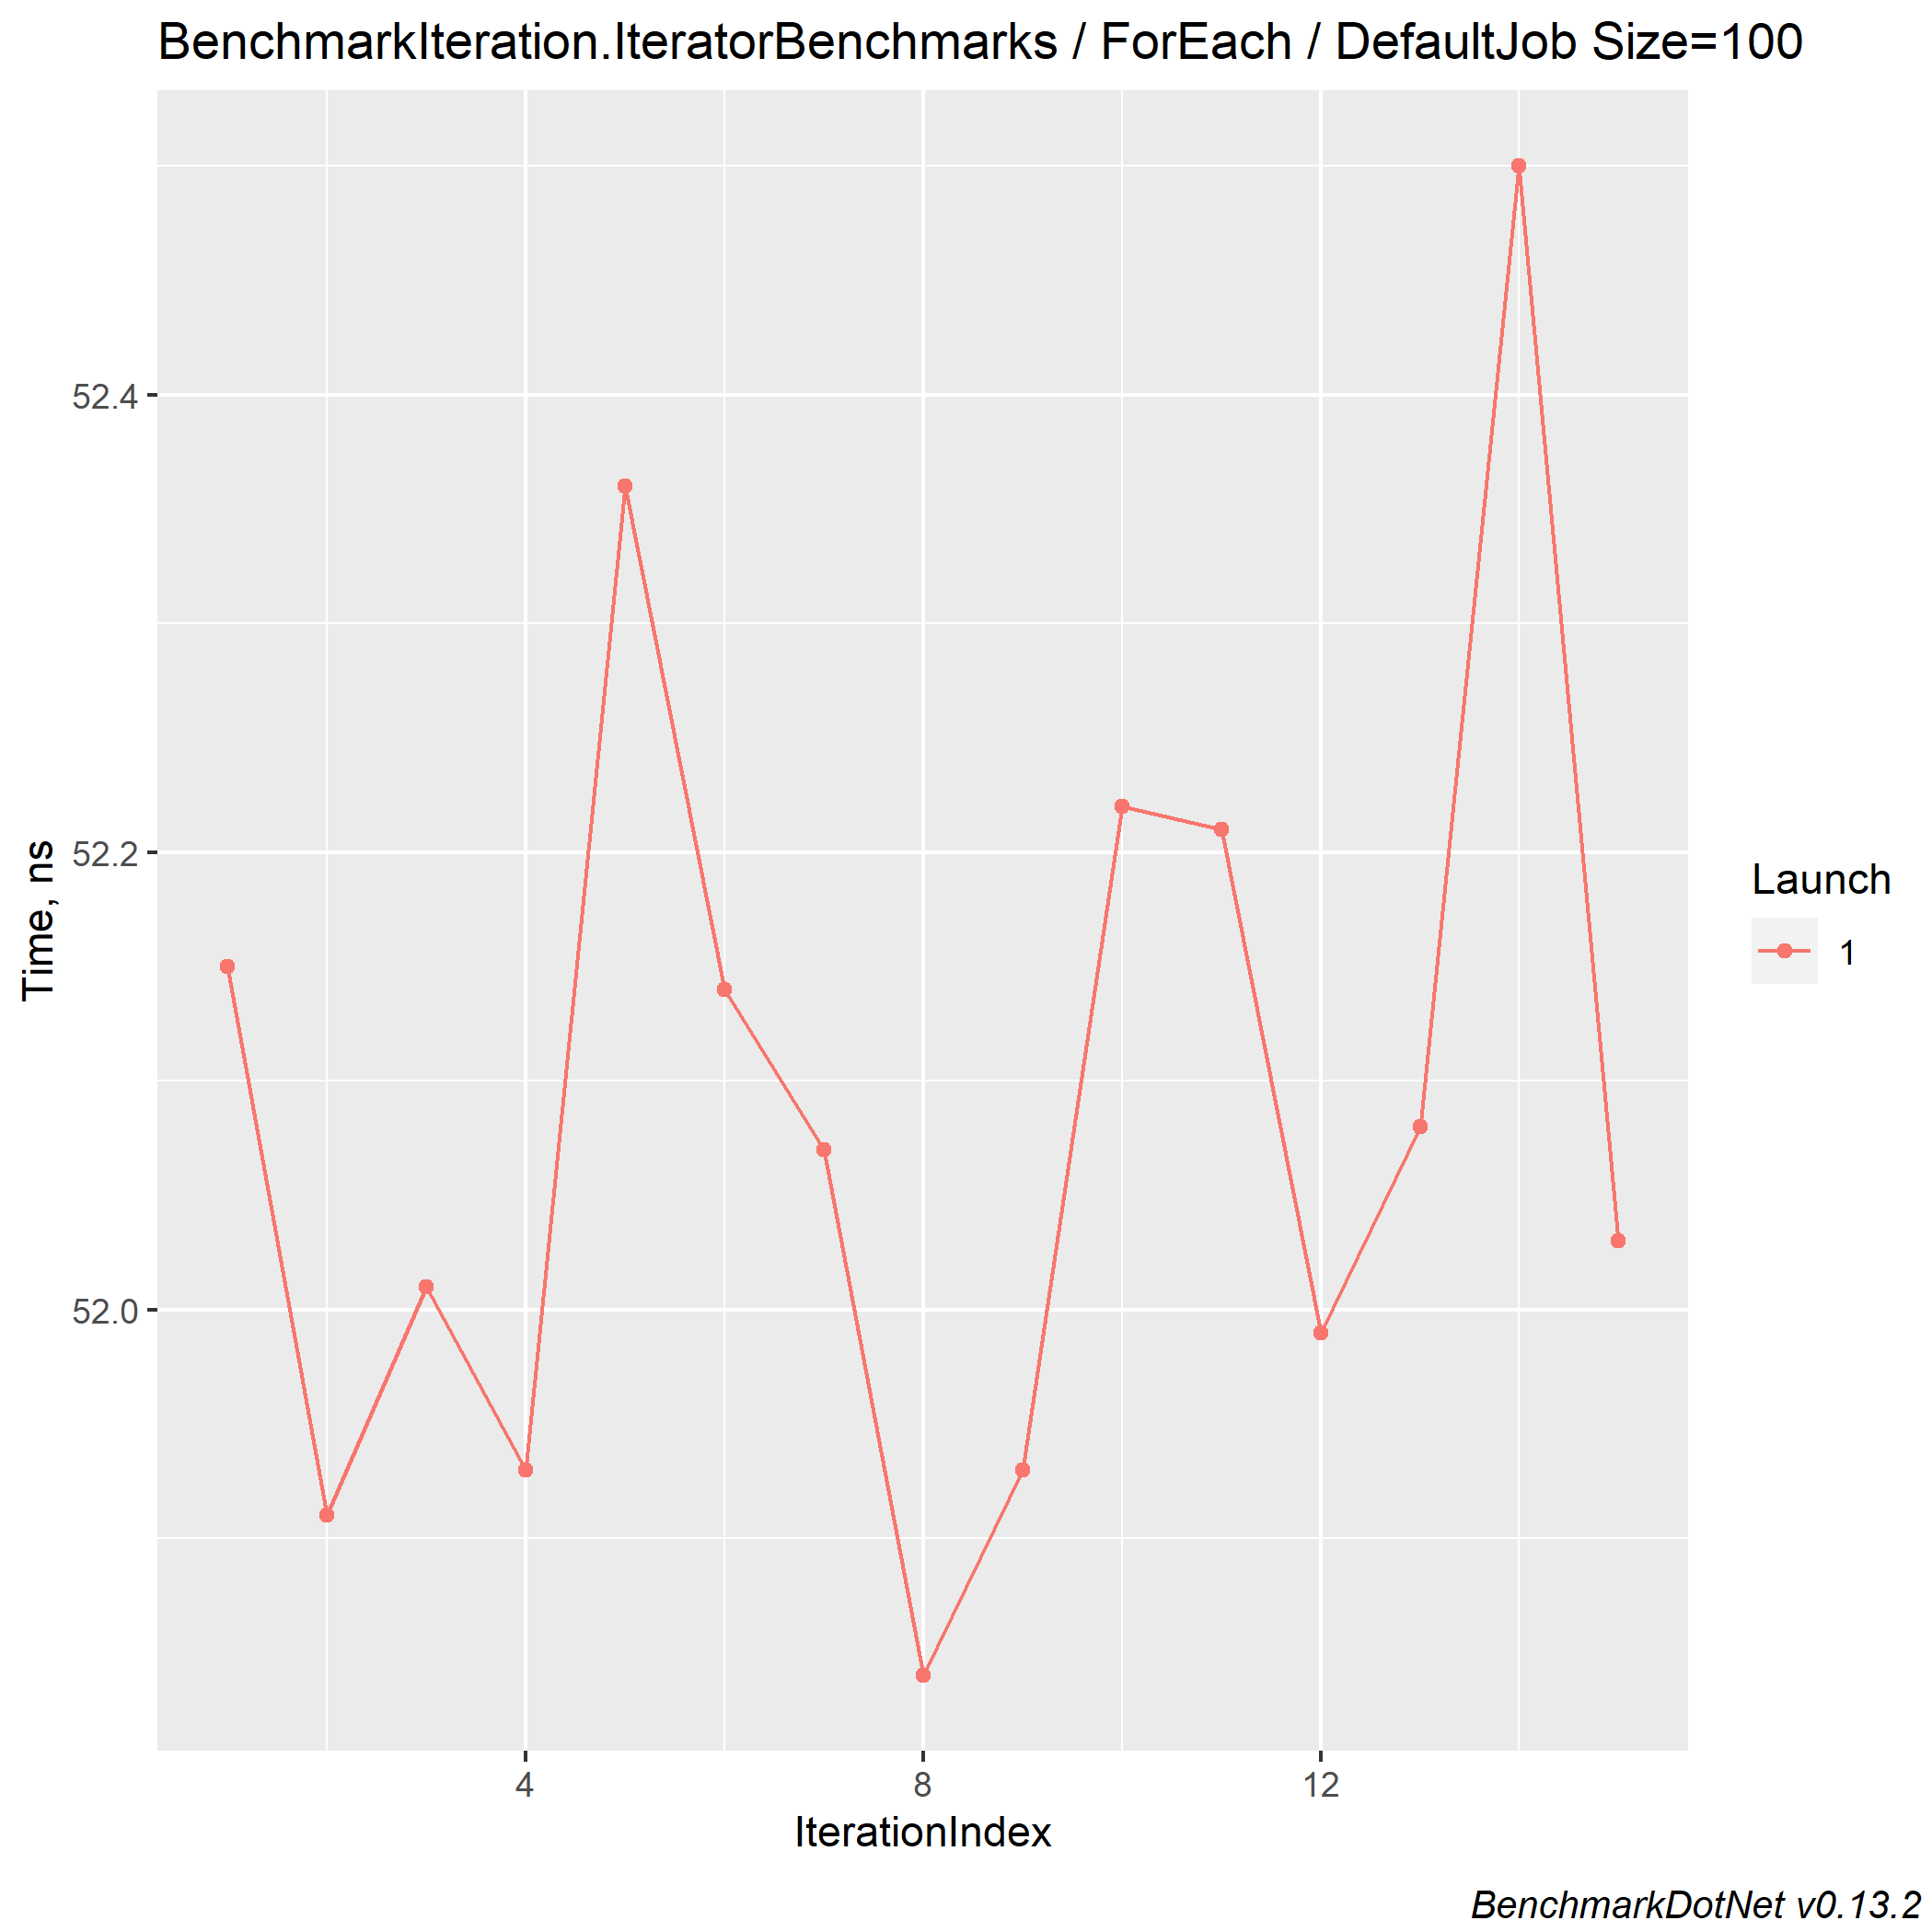 BenchmarkIteration.IteratorBenchmarks / ForEach / DefaultJob Size=100
Time, ns
52.4
52.2
52.0
4
8
12
IterationIndex
Launch
1
BenchmarkDotNet v0.13.2